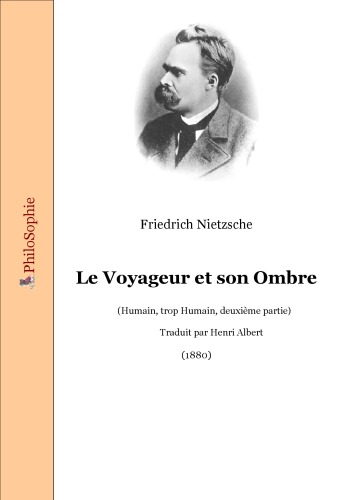 Friedrich Nietzsche
Le Voyageur et son Ombre
(Humain, trop Humain, deuxième partie)
Traduit par Henri Albert
(1880)
PhiloSophie